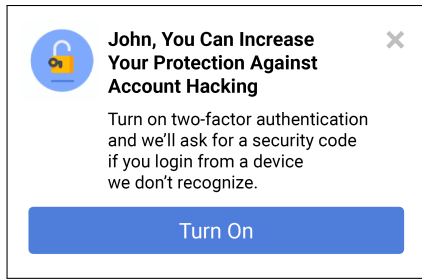 John, You Can Increase
Your Protection Against
Account Hacking
Turn on two-factor authentication
and we’ll ask for a security code
if you login from a device
we don’t recognize.
Turn On